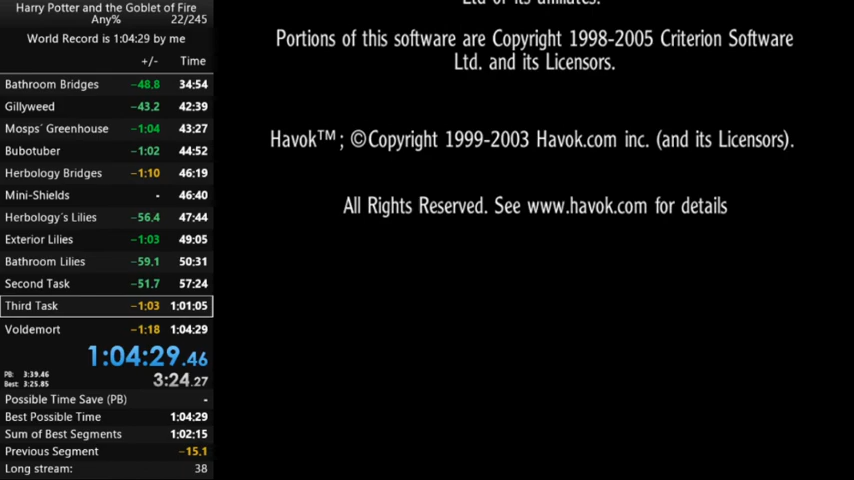 Harry Potter and the Goblet of Fire
Any% 22/245
World Record is 1:04:29 by me
+/- Time
Bathroom Bridges -48.8 34:54
Gillyweed -43.2 42:39
Mosps´ Greenhouse -1:04 43:27
Bubotuber -1:02 44:52
Herbology Bridges -1:10 46:19
Mini-Shields - 46:40
Herbology´s Lilies -56.4 47:44
Exterior Lilies -1:03 49:05
Bathroom Lilies -59.1 50:31
Second Task -51.7 57:24
Third Task -1:03 1:01:05
Voldemort -1:18 1:04:29
1:04:29.46
PB: 3:39.46
Best: 3:25.85
3:24.27
Possible Time Save (PB) -
Best Possible Time 1:04:29
Sum of Best Segments 1:02:15
Previous Segment -15.1
Long stream: 38
Ltd or its affiliates.
Portions of this software are Copyright 1998-2005 Criterion Software
Ltd. and its Licensors.
Havok™; ©Copyright 1999-2003 Havok.com inc. (and its Licensors).
All Rights Reserved. See www.havok.com for details